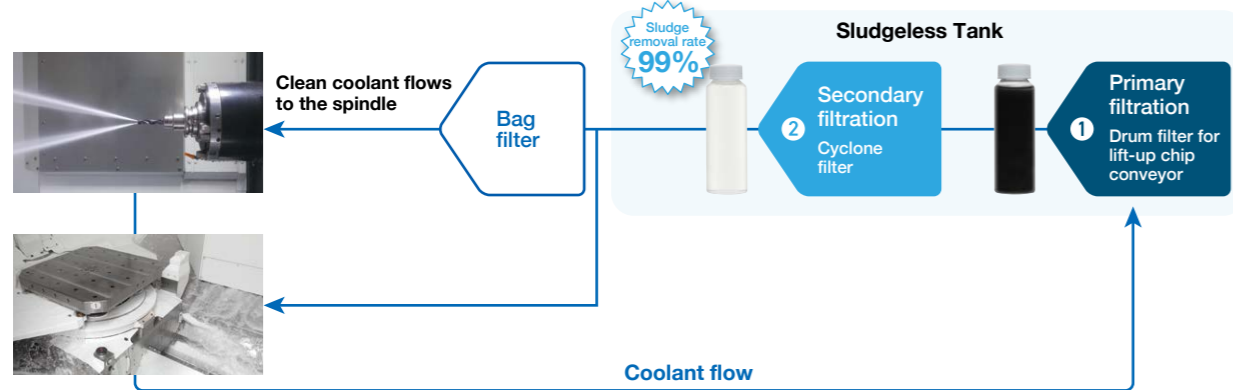 Sludgeless Tank
Sludge
removal rate
99%
Clean coolant flows
to the spindle
Bag
filter
2
Secondary
filtration
Cyclone
filter
1
Primary
filtration
Drum filter for
lift-up chip
conveyor
Coolant flow